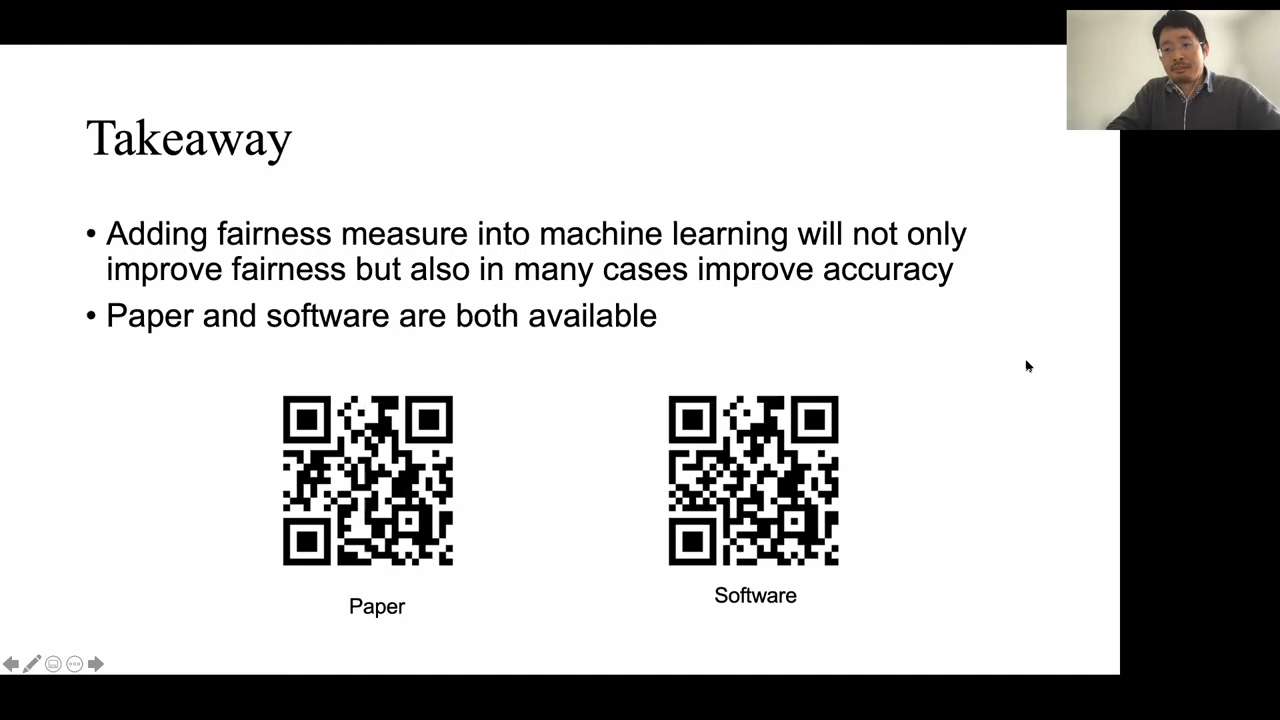 Takeaway
• Adding fairness measure into machine learning will not only
improve fairness but also in many cases improve accuracy
• Paper and software are both available
Paper
Software